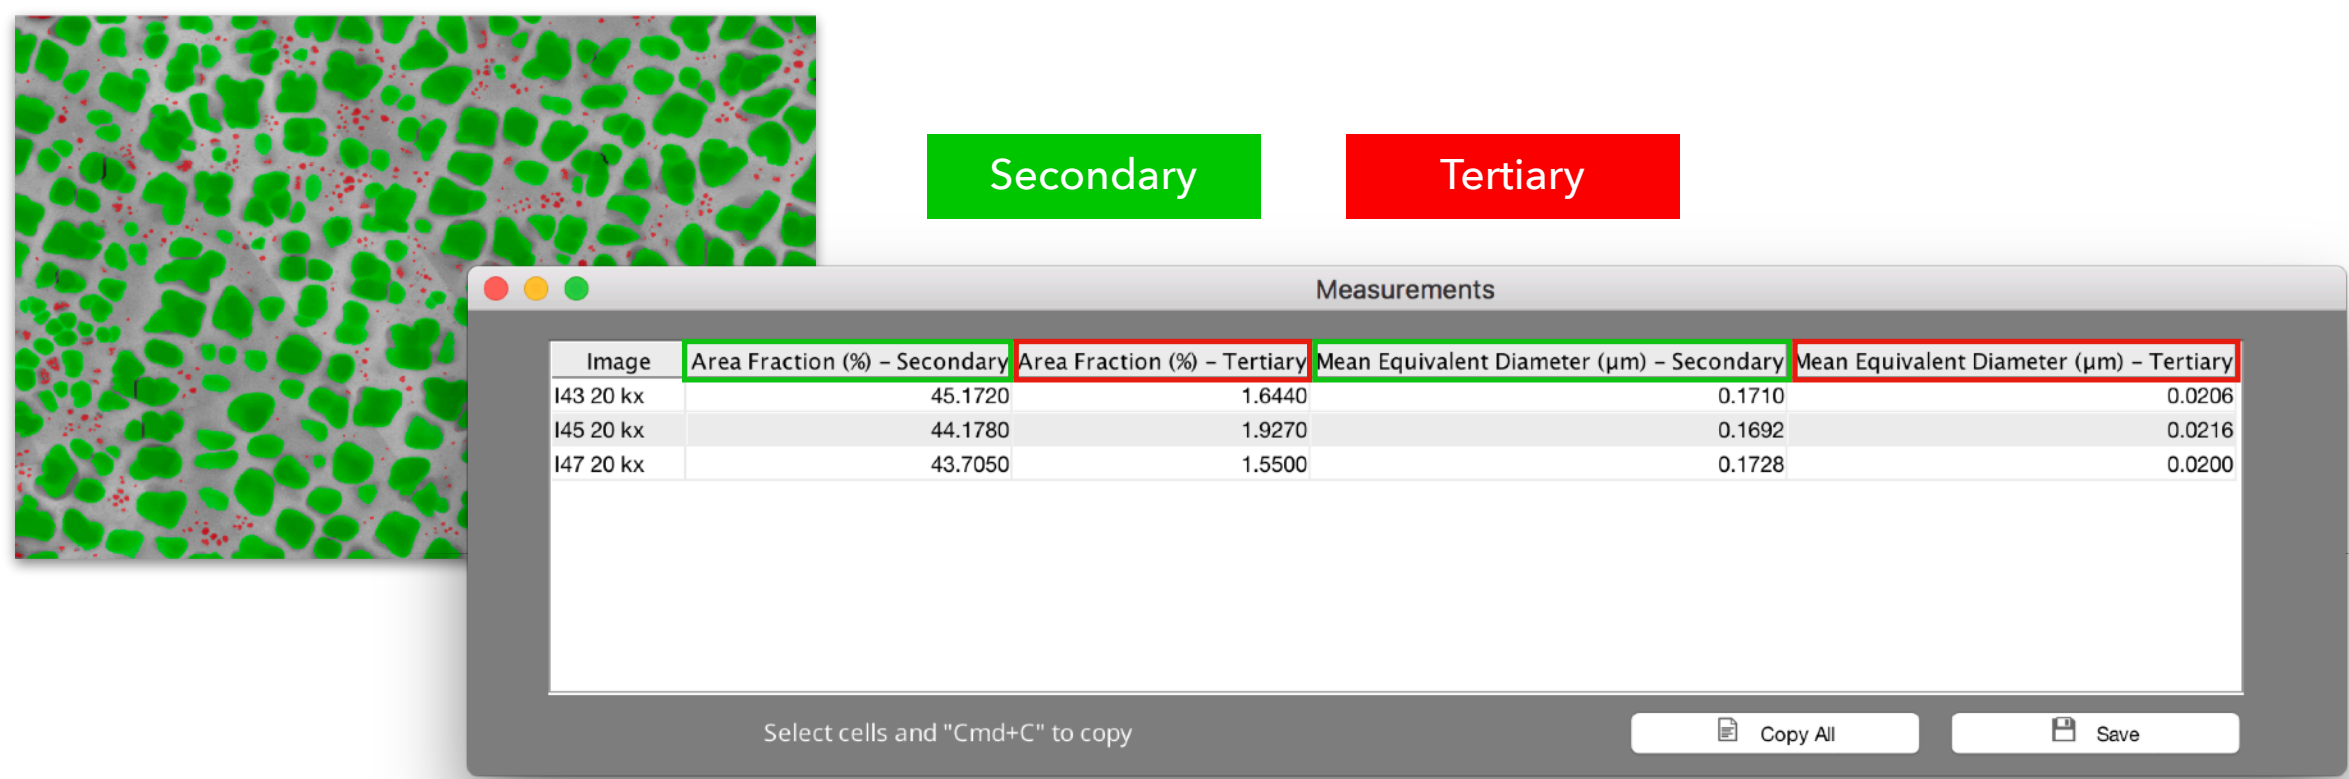 Secondary
Tertiary
Measurements
Image Area Fraction (%) – Secondary Area Fraction (%) – Tertiary Mean Equivalent Diameter (μm) – Secondary Mean Equivalent Diameter (μm) – Tertiary
I43 20 kx 45.1720 1.6440 0.1710 0.0206
I45 20 kx 44.1780 1.9270 0.1692 0.0216
I47 20 kx 43.7050 1.5500 0.1728 0.0200
Select cells and "Cmd+C" to copy
Copy All
Save